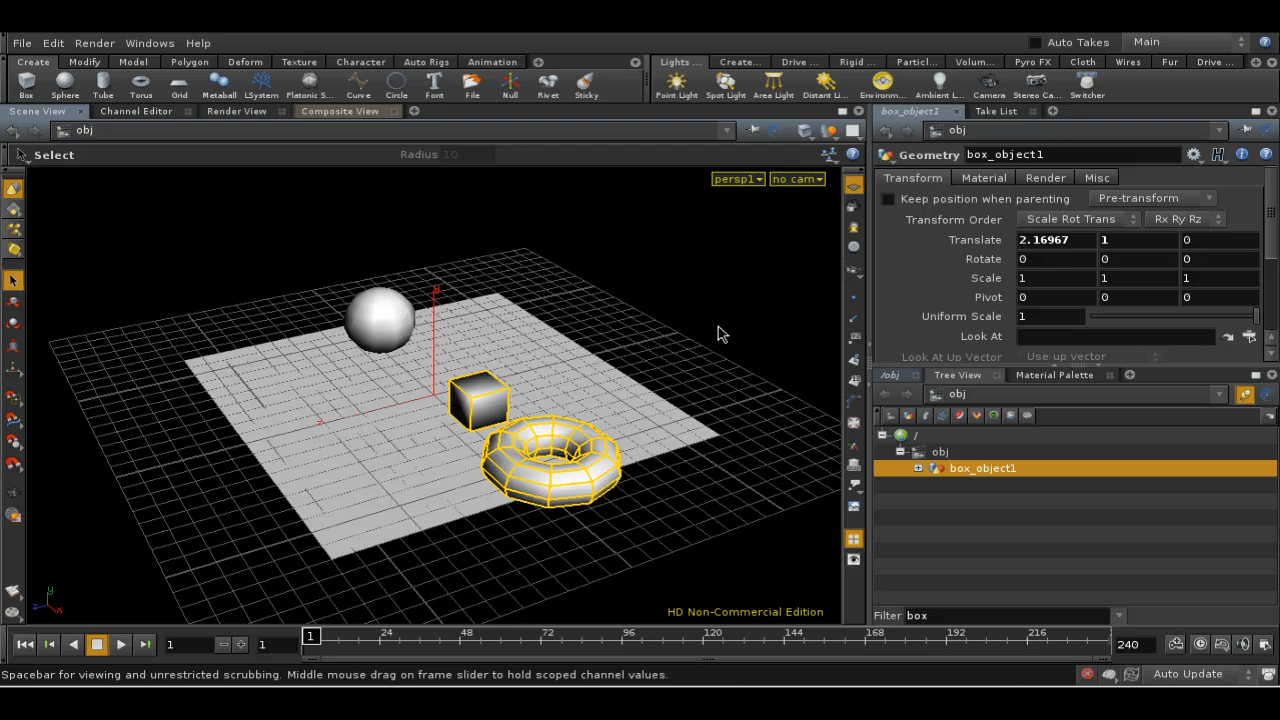 File Edit Render Windows Help Auto Takes Main
Create Modify Model Polygon Deform Texture Character Auto Rigs Animation Lights ... Create... Drive ... Rigid ... Particl... Volum... Pyro FX Cloth Wires Fur Drive ...
Box Sphere Tube Torus Grid Metaball LSystem Platonic S... Curve Circle Font File Null Rivet Sticky Point Light Spot Light Area Light Distant Li... Environm... Ambient L... Camera Stereo Ca... Switcher
Scene View Channel Editor Render View Composite View box_object1 Take List
obj obj
Select Radius 10 Geometry box_object1
persp1 no cam Transform Material Render Misc
Keep position when parenting Pre-transform
Transform Order Scale Rot Trans Rx Ry Rz
Translate 2.16967 1 0
Rotate 0 0 0
Scale 1 1 1
Pivot 0 0 0
Uniform Scale 1
Look At
Look At Up Vector Use up vector
/obj Tree View Material Palette
obj
/
obj
box_object1
y
z
y
z x
HD Non-Commercial Edition
Filter box
1 1 1 24 48 72 96 120 144 168 192 216 240
Spacebar for viewing and unrestricted scrubbing. Middle mouse drag on frame slider to hold scoped channel values. Auto Update